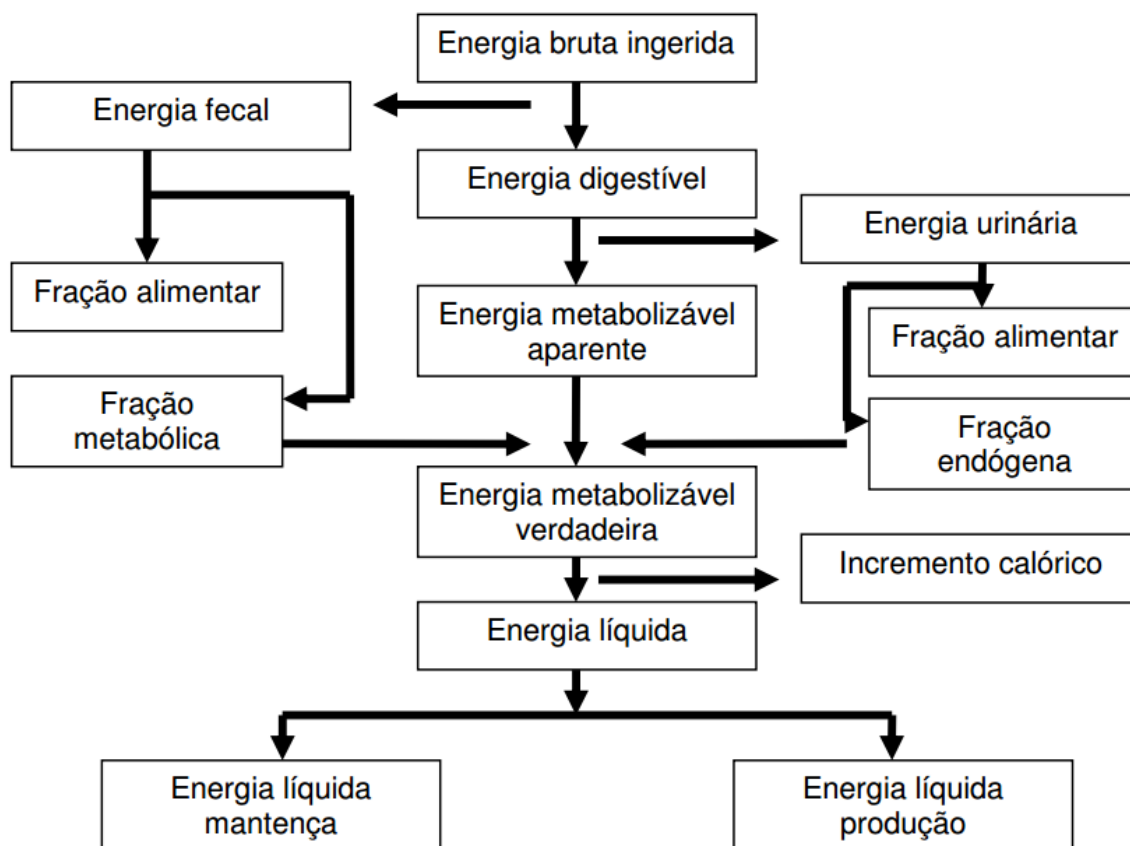 Energia bruta ingerida
Energia fecal
Energia digestível
Energia urinária
Fração alimentar
Energia metabolizável
aparente
Fração alimentar
Fração
metabólica
Fração
endógena
Energia metabolizável
verdadeira
Incremento calórico
Energia líquida
Energia líquida
mantença
Energia líquida
produção